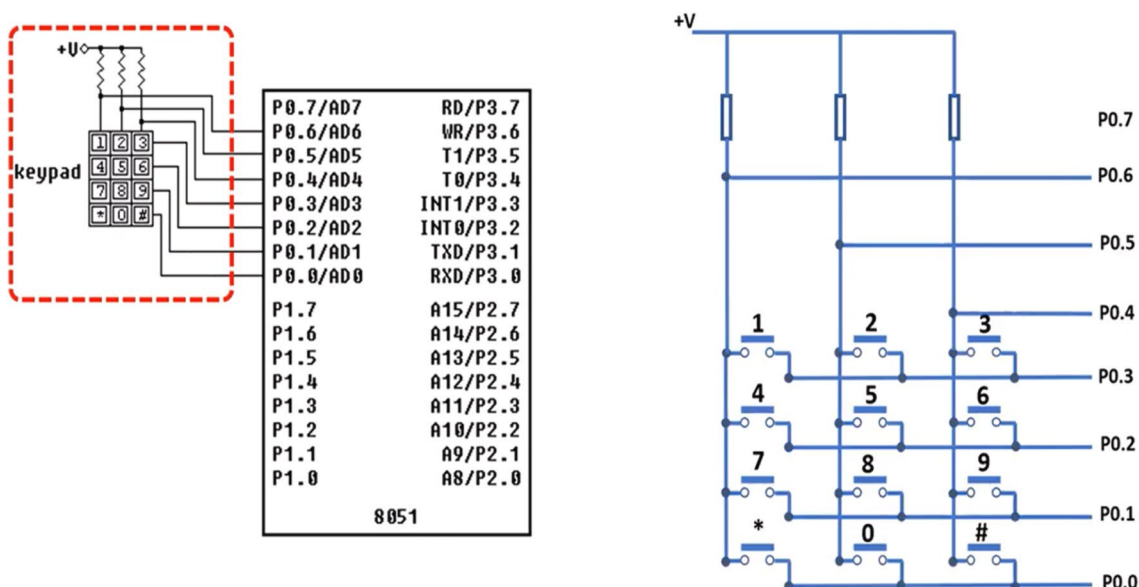 +V
keypad
1 2 3
4 5 6
7 8 9
* 0 #
P0.7/AD7 RD/P3.7
P0.6/AD6 WR/P3.6
P0.5/AD5 T1/P3.5
P0.4/AD4 T0/P3.4
P0.3/AD3 INT1/P3.3
P0.2/AD2 INT0/P3.2
P0.1/AD1 TXD/P3.1
P0.0/AD0 RXD/P3.0
P1.7 A15/P2.7
P1.6 A14/P2.6
P1.5 A13/P2.5
P1.4 A12/P2.4
P1.3 A11/P2.3
P1.2 A10/P2.2
P1.1 A9/P2.1
P1.0 A8/P2.0
8051
+V
P0.7
P0.6
P0.5
P0.4
1 2 3
P0.3
4 5 6
P0.2
7 8 9
P0.1
* 0 #
P0.0